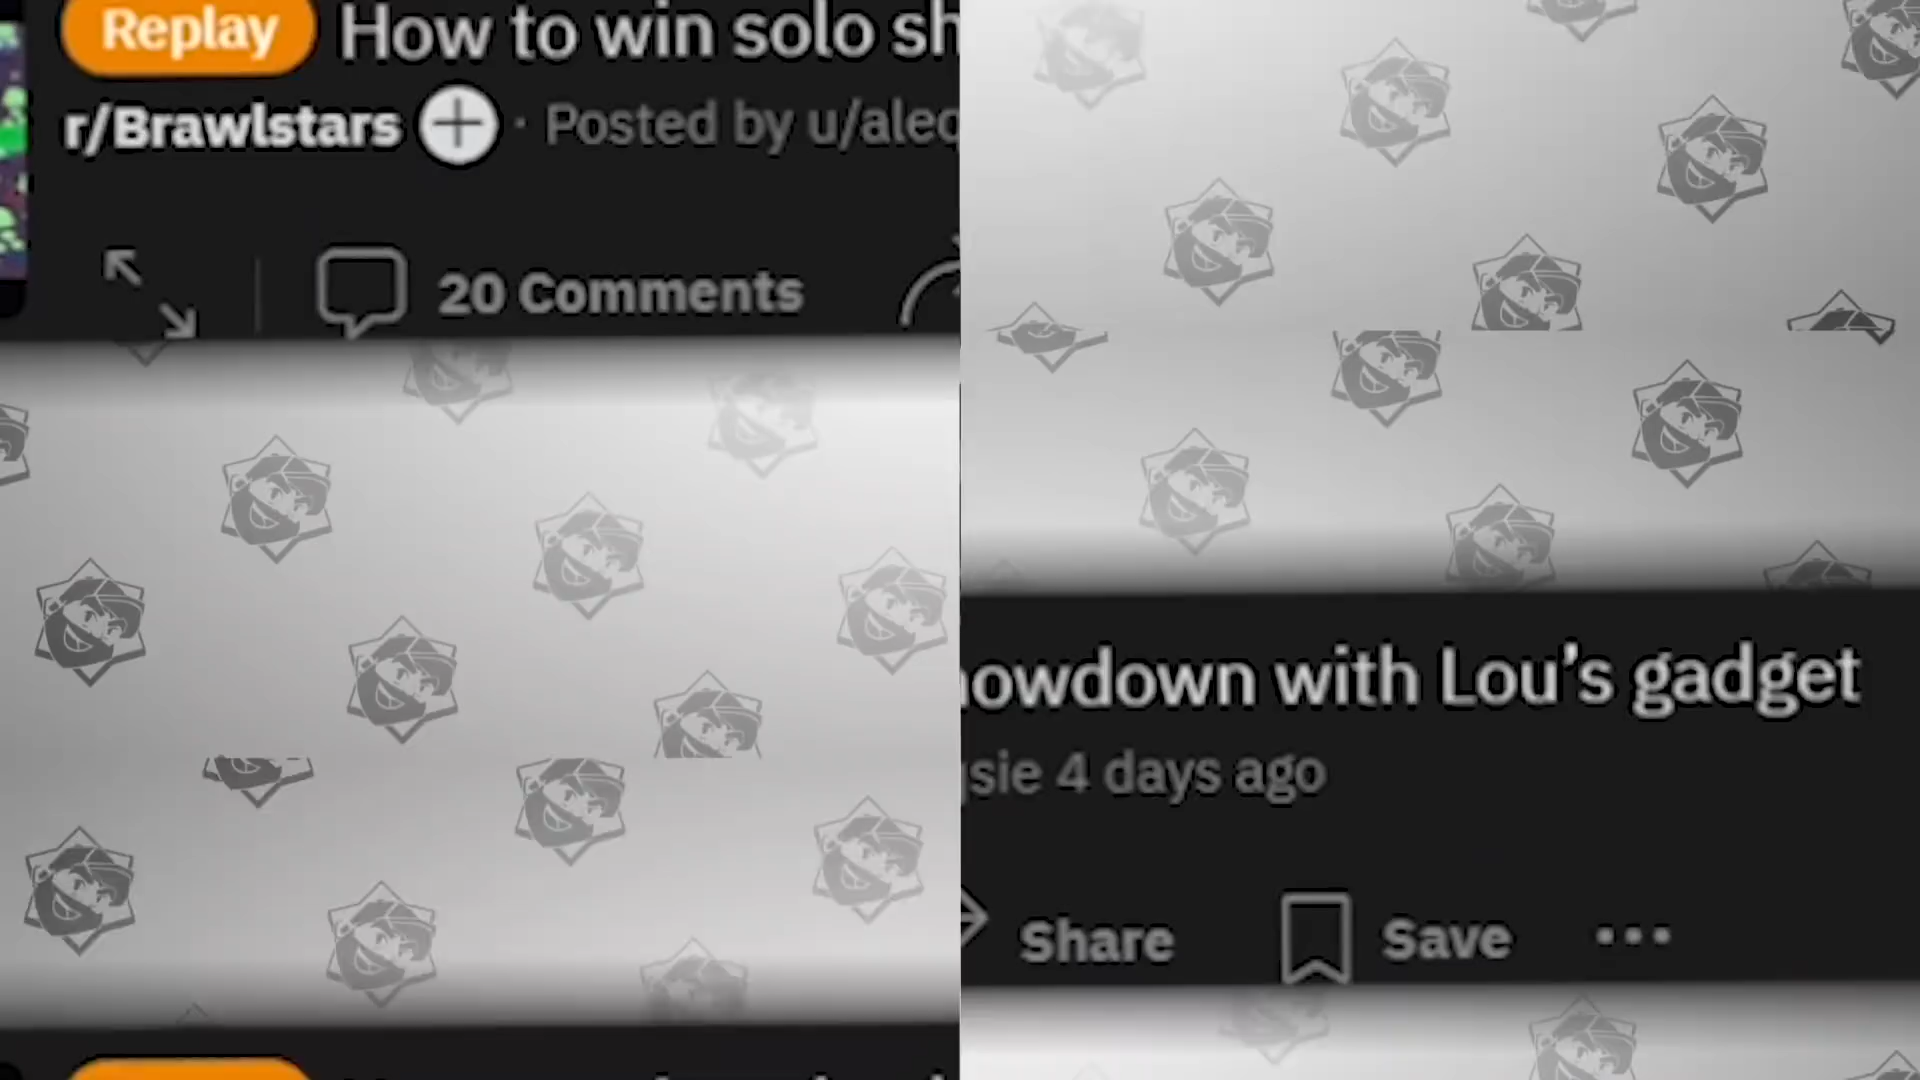 Replay How to win solo sh
r/Brawlstars · Posted by u/aleq
20 Comments
owdown with Lou's gadget
sie 4 days ago
Share Save